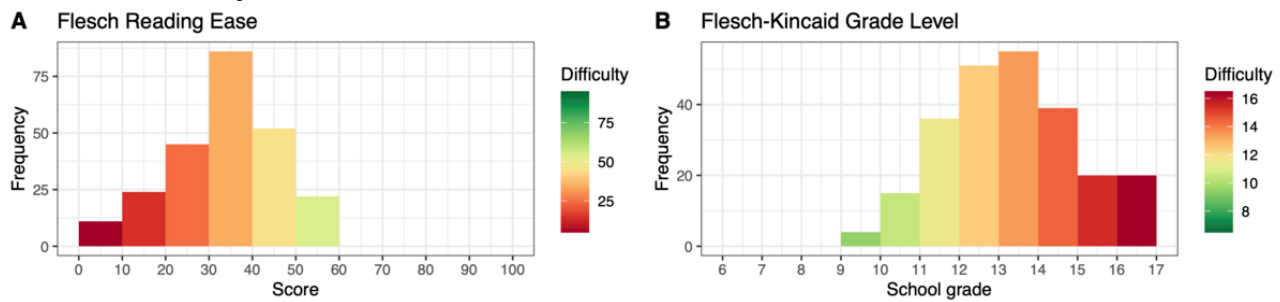 A Flesch Reading Ease
Frequency
75
50
25
0
0 10 20 30 40 50 60 70 80 90 100
Score
Difficulty
75
50
25
B Flesch-Kincaid Grade Level
Frequency
40
20
0
6 7 8 9 10 11 12 13 14 15 16 17
School grade
Difficulty
16
14
12
10
8